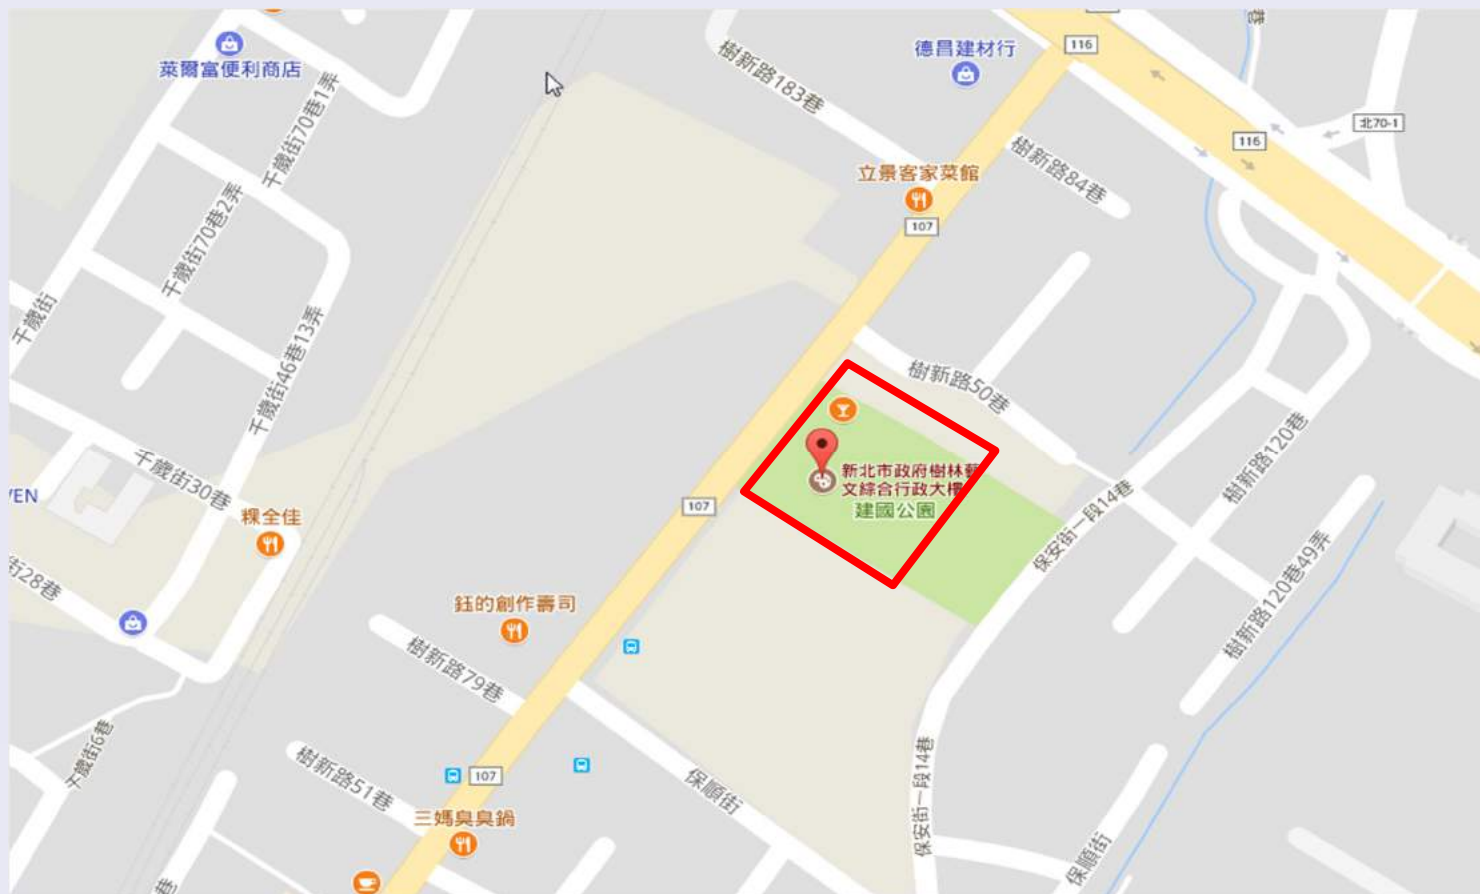 116
德昌建材行
萊爾富便利商店
樹新路183巷
北70-1
116
千歲街70巷1弄
樹新路84巷
立景客家菜館
107
千歲街70巷2弄
千歲街
千歲街46巷13弄
樹新路50巷
樹新路120巷
新北市政府樹林藝
文綜合行政大樓
建國公園
千歲街30巷
保安街一段14巷
107
粿全佳
樹新路120巷49弄
街28巷
鈺的創作壽司
樹新路79巷
千歲街6巷
樹新路51巷
107
保順街
保安街一段14巷
三媽臭臭鍋
保順街
巷
巷